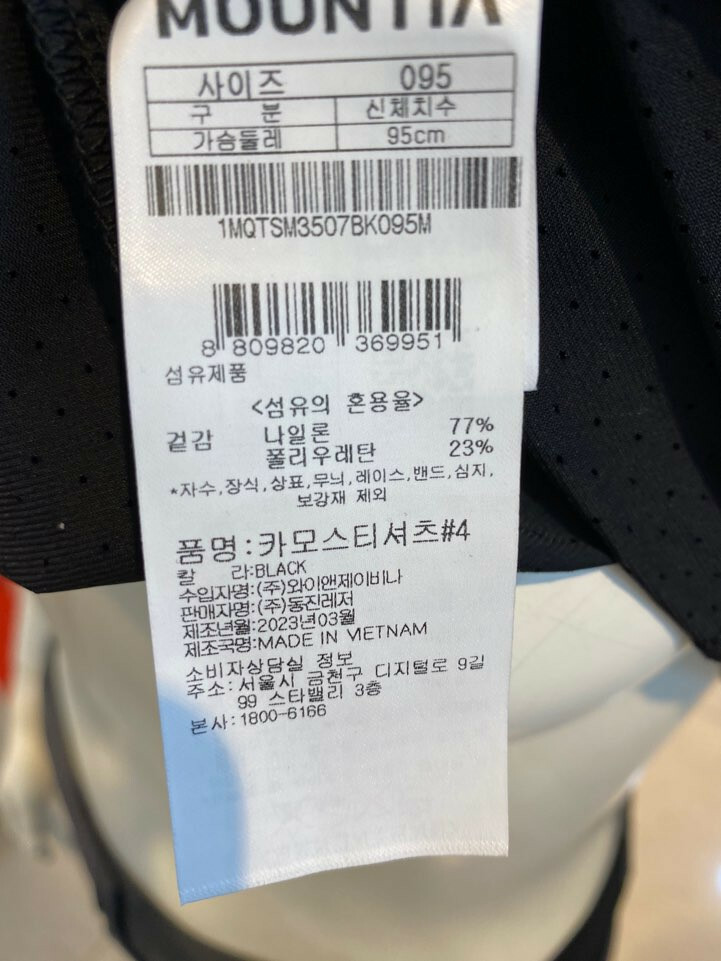 MOUNTIA
사이즈 095
구 분 신체치수
가슴둘레 95cm
1MQTSM3507BK095M
8 809820 369951
섬유제품
<섬유의 혼용율>
겉감 나일론 77%
폴리우레탄 23%
*자수,장식,상표,무늬,레이스,밴드,심지,
보강재 제외
품명:카모스티셔츠#4
칼 라:BLACK
수입자명:(주)와이앤제이비나
판매자명:(주)동진레저
제조년월:2023년03월
제조국명:MADE IN VIETNAM
소비자상담실 정보
주소:서울시 금천구 디지털로 9길
99 스타밸리 3층
본사:1800-6166